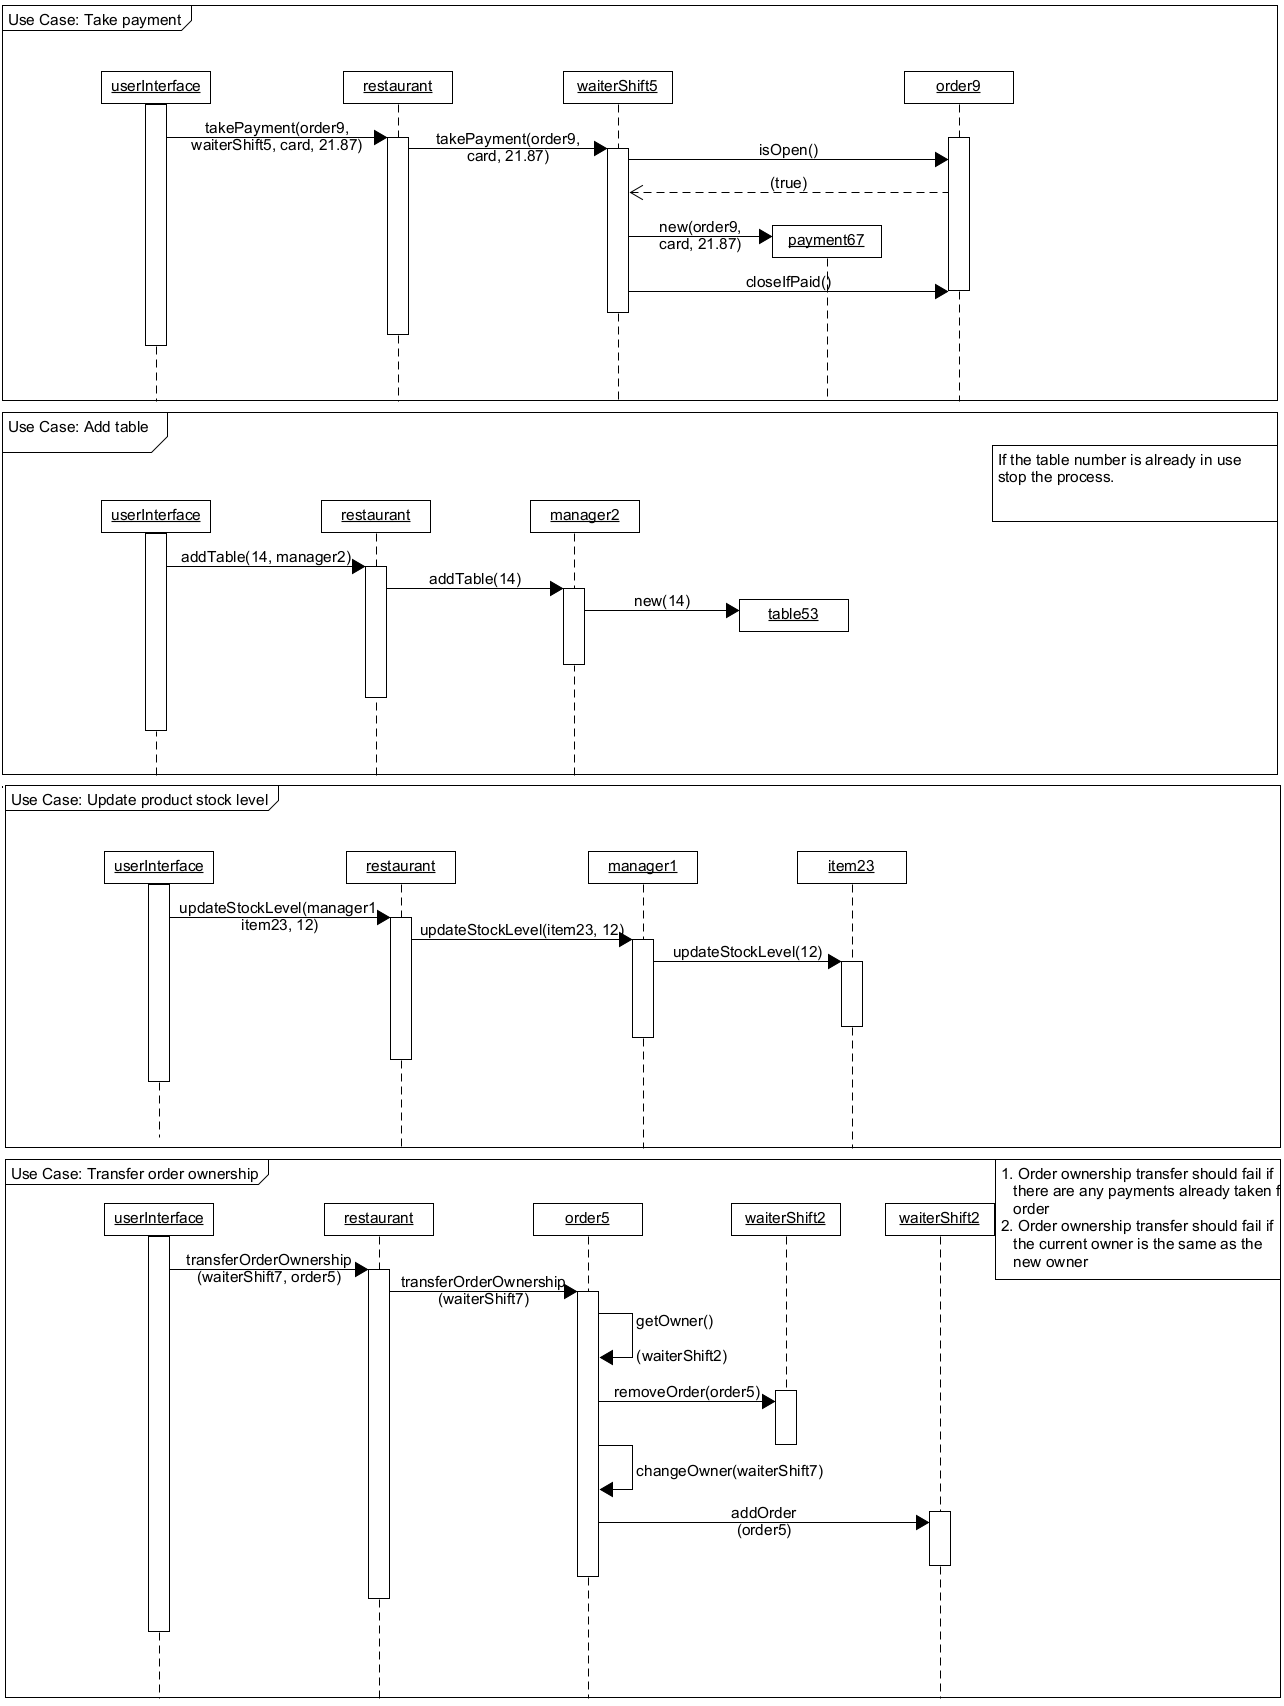 Use Case: Take payment
userInterface
restaurant
waiterShift5
order9
takePayment(order9,
waiterShift5, card, 21.87)
takePayment(order9,
card, 21.87)
isOpen()
(true)
new(order9,
card, 21.87)
payment67
closeIfPaid()
Use Case: Add table
If the table number is already in use
stop the process.
userInterface
restaurant
manager2
addTable(14, manager2)
addTable(14)
new(14)
table53
Use Case: Update product stock level
userInterface
restaurant
manager1
item23
updateStockLevel(manager1
item23, 12)
updateStockLevel(item23, 12)
updateStockLevel(12)
Use Case: Transfer order ownership
1. Order ownership transfer should fail if
there are any payments already taken f
order
2. Order ownership transfer should fail if
the current owner is the same as the
new owner
userInterface
restaurant
order5
waiterShift2
waiterShift2
transferOrderOwnership
(waiterShift7, order5)
transferOrderOwnership
(waiterShift7)
getOwner()
(waiterShift2)
removeOrder(order5)
changeOwner(waiterShift7)
addOrder
(order5)